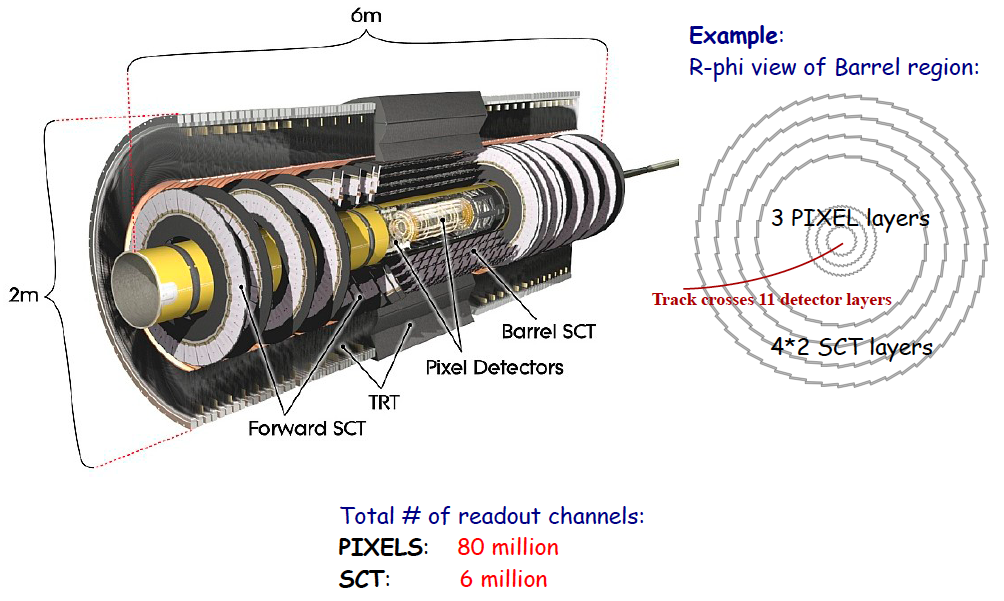 6m
2m
Barrel SCT
Pixel Detectors
TRT
Forward SCT
Example:
R-phi view of Barrel region:
3 PIXEL layers
Track crosses 11 detector layers
4*2 SCT layers
Total # of readout channels:
PIXELS: 80 million
SCT: 6 million